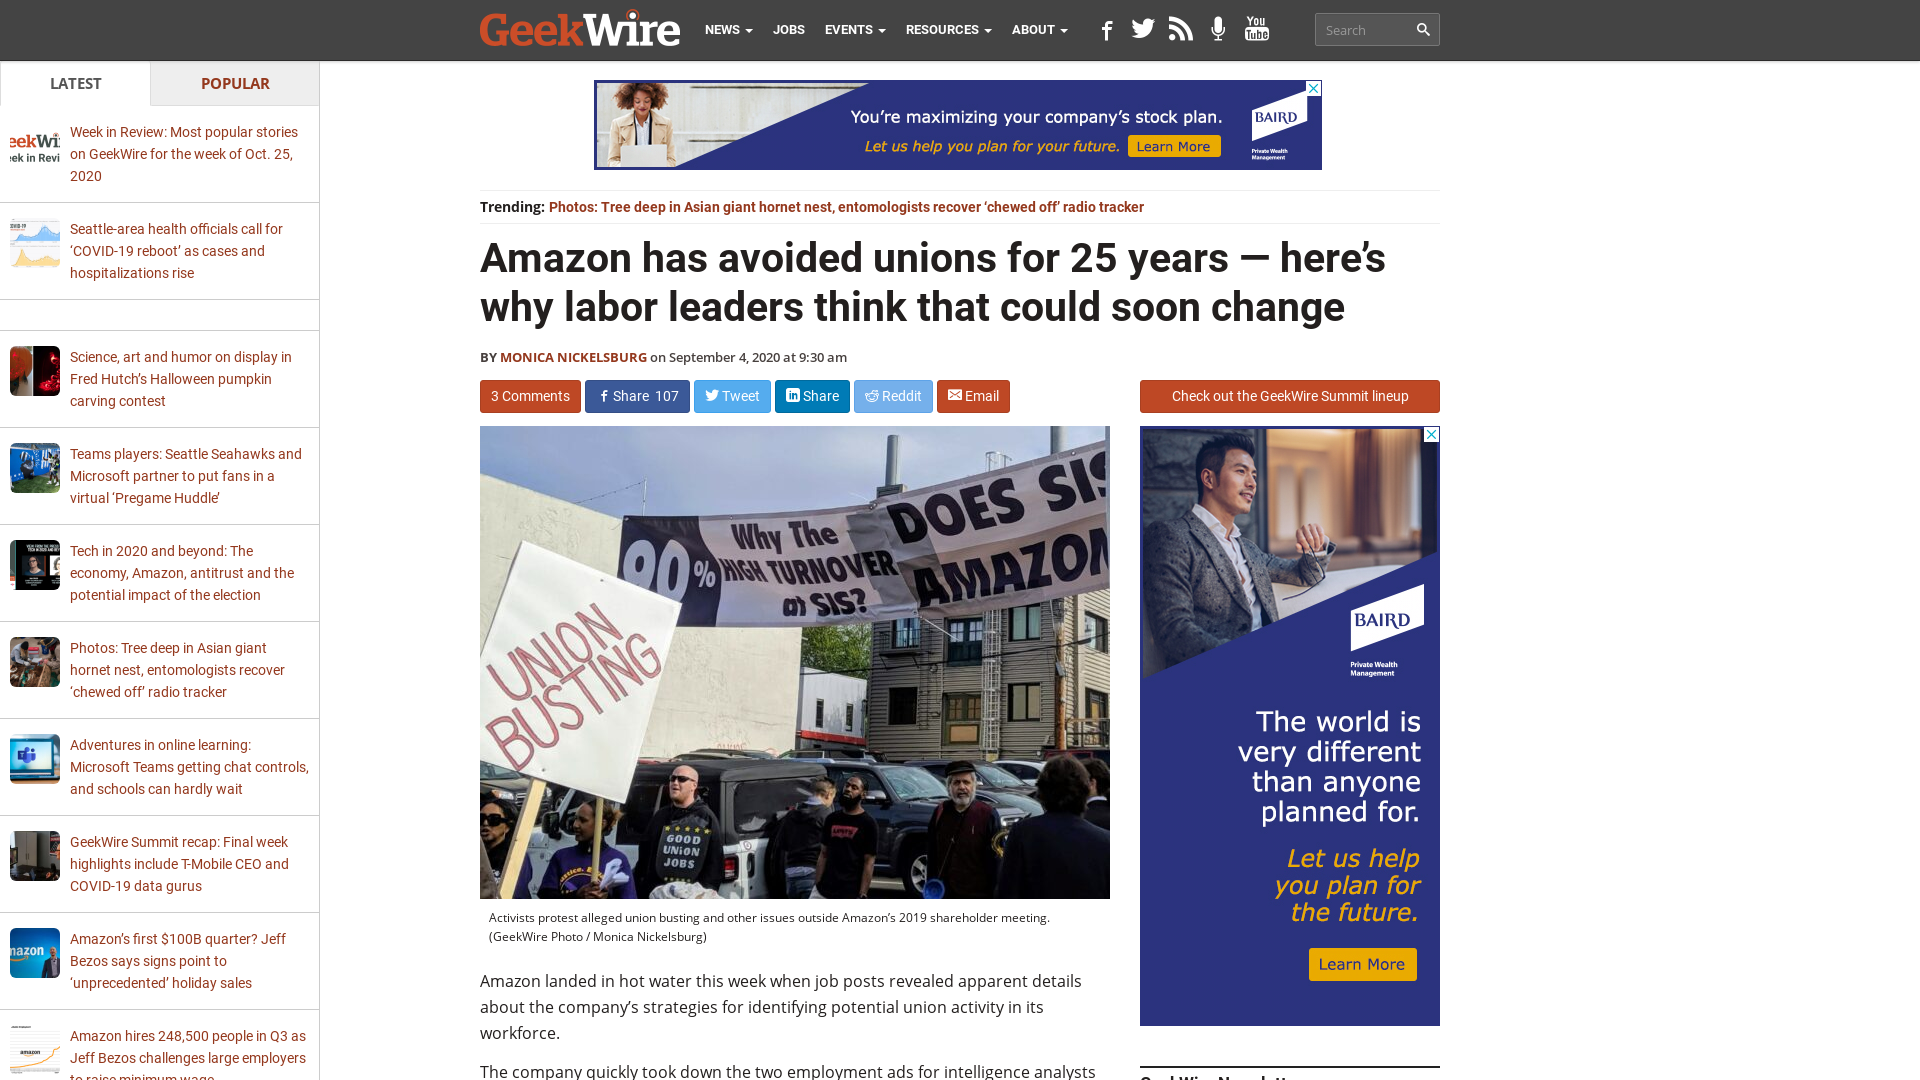 GeekWire
NEWS
JOBS
EVENTS
RESOURCES
ABOUT
You
Tube
Search
LATEST
POPULAR
Week in Review: Most popular stories
on GeekWire for the week of Oct. 25,
2020
Seattle-area health officials call for
‘COVID-19 reboot’ as cases and
hospitalizations rise
Science, art and humor on display in
Fred Hutch’s Halloween pumpkin
carving contest
Teams players: Seattle Seahawks and
Microsoft partner to put fans in a
virtual ‘Pregame Huddle’
Tech in 2020 and beyond: The
economy, Amazon, antitrust and the
potential impact of the election
Photos: Tree deep in Asian giant
hornet nest, entomologists recover
‘chewed off’ radio tracker
Adventures in online learning:
Microsoft Teams getting chat controls,
and schools can hardly wait
GeekWire Summit recap: Final week
highlights include T-Mobile CEO and
COVID-19 data gurus
Amazon’s first $100B quarter? Jeff
Bezos says signs point to
‘unprecedented’ holiday sales
Amazon hires 248,500 people in Q3 as
Jeff Bezos challenges large employers
to raise minimum wage
You’re maximizing your company’s stock plan.
Let us help you plan for your future.
Learn More
BAIRD
Private Wealth
Management
Trending: Photos: Tree deep in Asian giant hornet nest, entomologists recover ‘chewed off’ radio tracker
Amazon has avoided unions for 25 years — here’s
why labor leaders think that could soon change
BY MONICA NICKELSBURG on September 4, 2020 at 9:30 am
3 Comments
Share 107
Tweet
Share
Reddit
Email
Check out the GeekWire Summit lineup
90%
Why The
HIGH TURNOVER
at SIS?
DOES SIS
AMAZON
UNION
BUSTING
GOOD
UNION
JOBS
Activists protest alleged union busting and other issues outside Amazon’s 2019 shareholder meeting.
(GeekWire Photo / Monica Nickelsburg)
Amazon landed in hot water this week when job posts revealed apparent details
about the company’s strategies for identifying potential union activity in its
workforce.
The company quickly took down the two employment ads for intelligence analysts
BAIRD
Private Wealth
Management
The world is
very different
than anyone
planned for.
Let us help
you plan for
the future.
Learn More